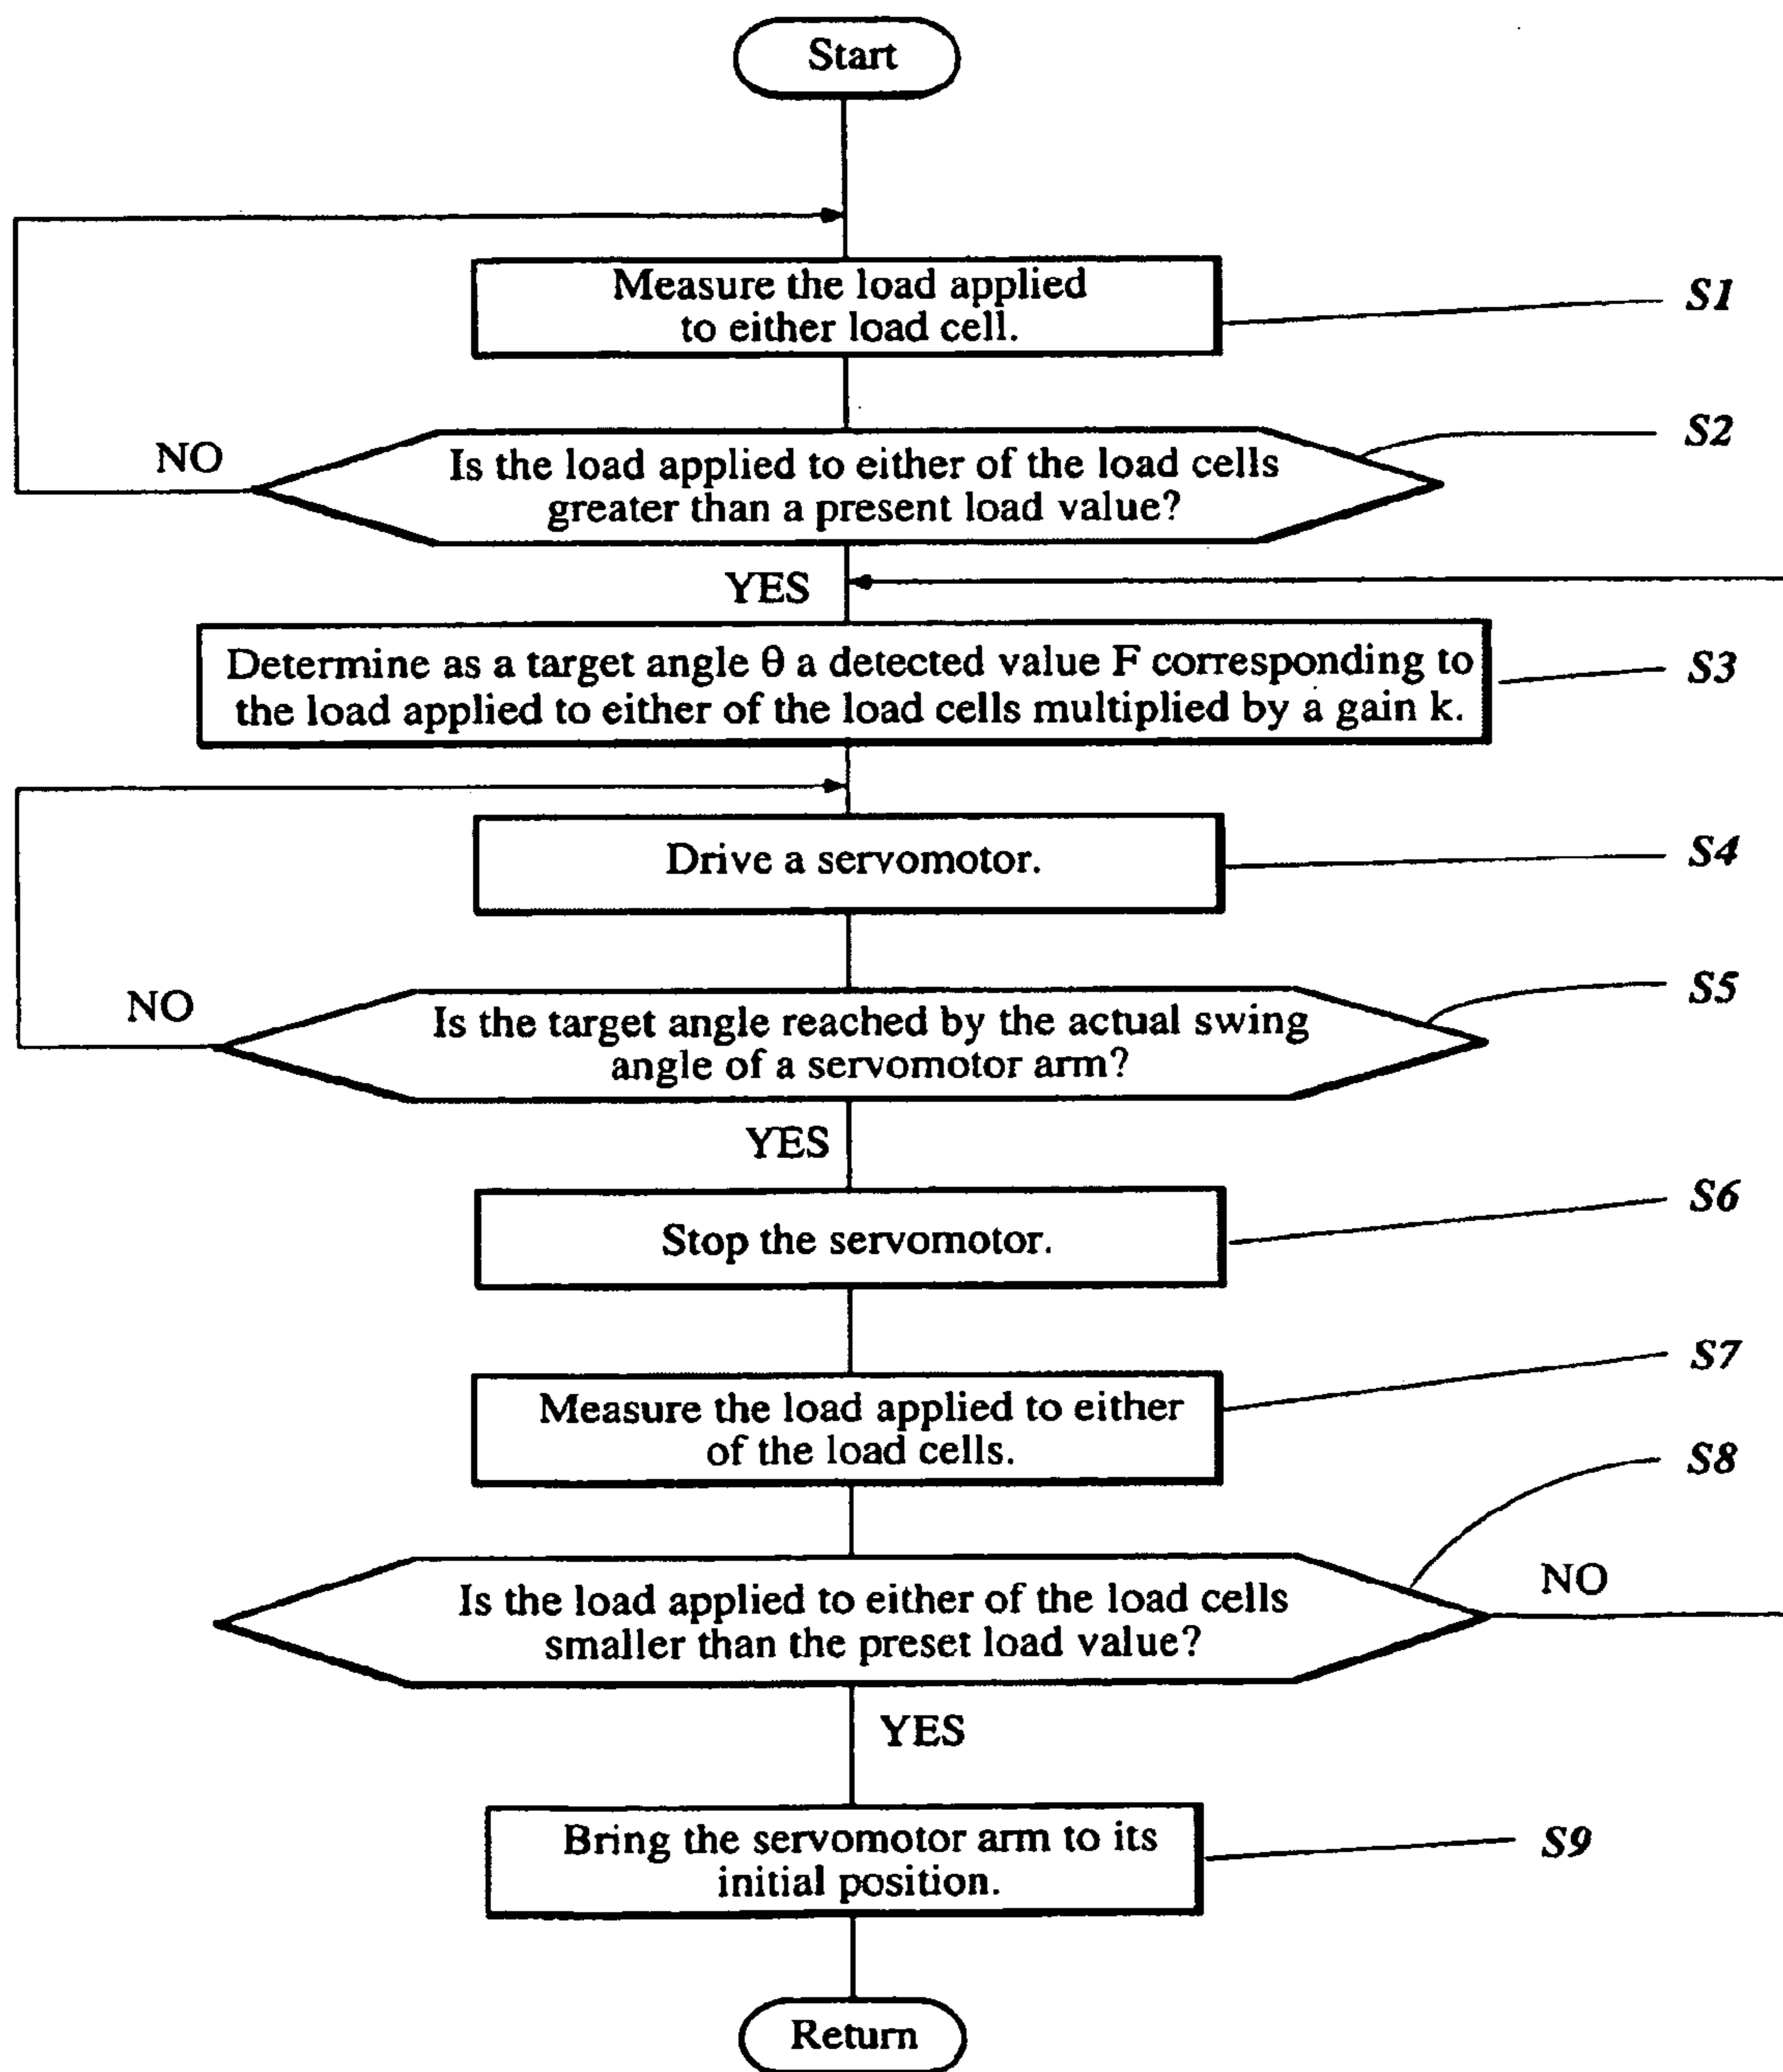 Start
Measure the load applied
to either load cell.
S1
Is the load applied to either of the load cells
greater than a present load value?
S2
NO
YES
Determine as a target angle θ a detected value F corresponding to
the load applied to either of the load cells multiplied by a gain k.
S3
Drive a servomotor.
S4
Is the target angle reached by the actual swing
angle of a servomotor arm?
S5
NO
YES
Stop the servomotor.
S6
Measure the load applied to either
of the load cells.
S7
Is the load applied to either of the load cells
smaller than the preset load value?
S8
NO
YES
Bring the servomotor arm to its
initial position.
S9
Return